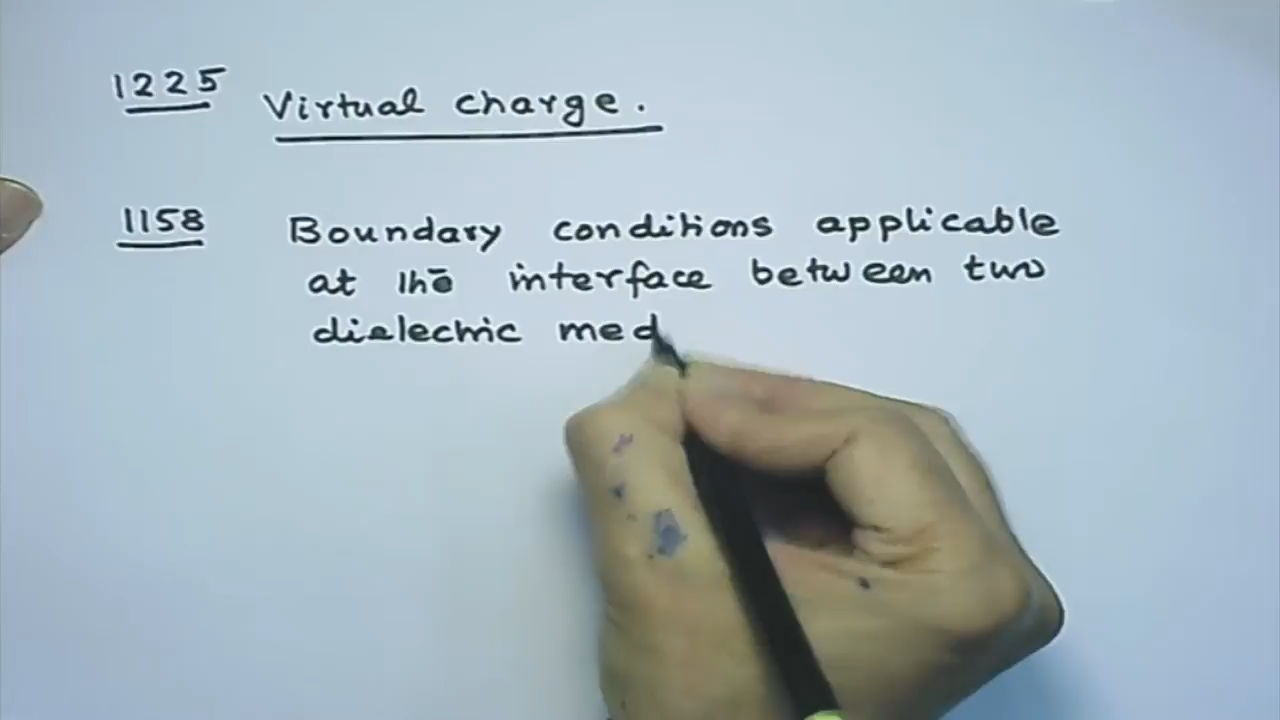 1225 Virtual charge.
1158 Boundary conditions applicable
at the interface between two
dielectric med